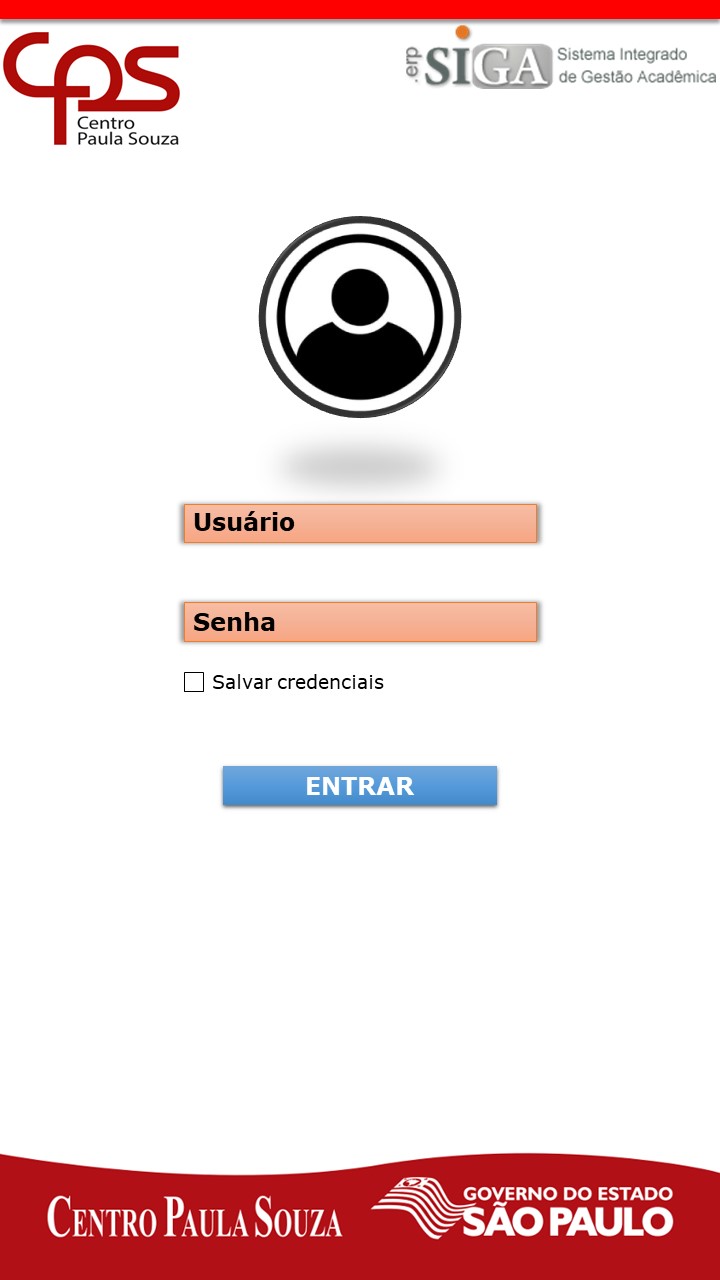 cps
Centro
Paula Souza
.erp
SIGA
Sistema Integrado
de Gestão Acadêmica
Usuário
Senha
Salvar credenciais
ENTRAR
CENTRO PAULA SOUZA
GOVERNO DO ESTADO
SÃO PAULO